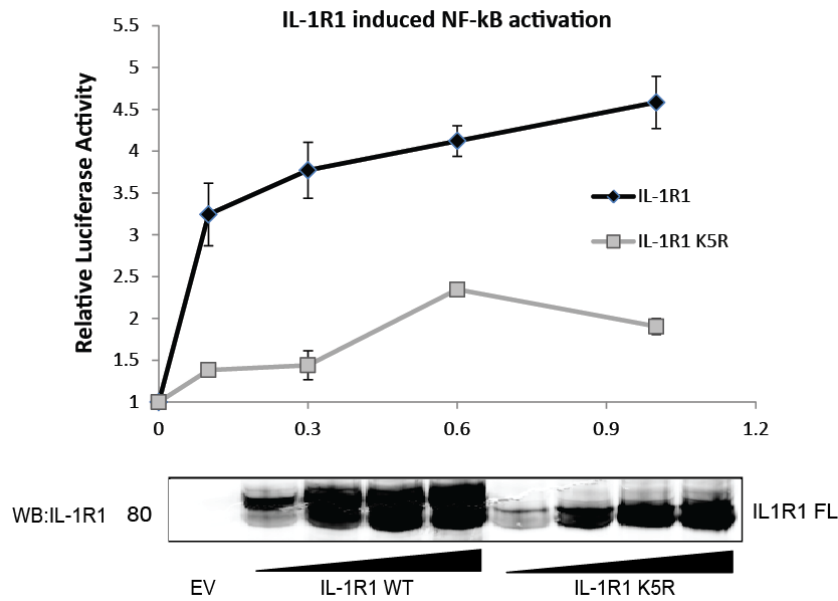 IL-1R1 induced NF-kB activation
Relative Luciferase Activity
5.5
5
4.5
4
3.5
3
2.5
2
1.5
1
0
0.3
0.6
0.9
1.2
IL-1R1
IL-1R1 K5R
WB:IL-1R1 80
IL1R1 FL
EV
IL-1R1 WT
IL-1R1 K5R